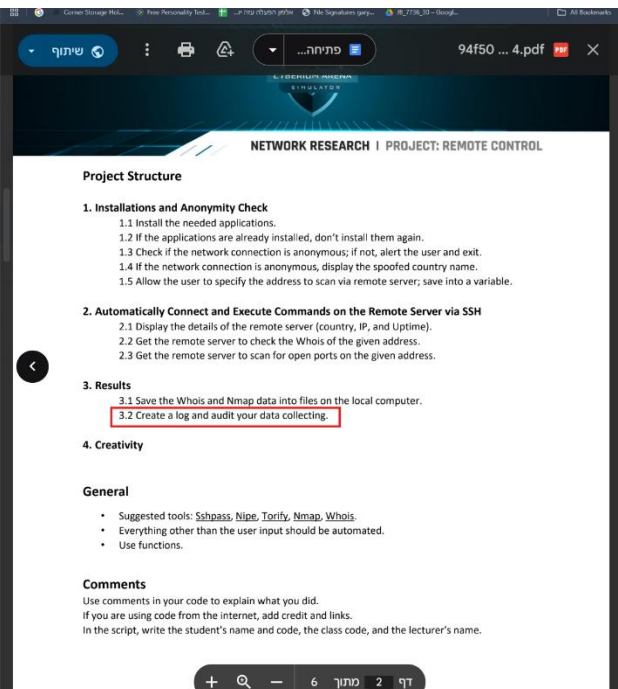 Corner Storage Hol...
Free Personality Test...
File Signatures gary...
All Bookmarks
שיתוף
פתיחה...
94f50 ... 4.pdf
PDF
CYBERIUM ARENA
SIMULATOR
NETWORK RESEARCH | PROJECT: REMOTE CONTROL
Project Structure
1. Installations and Anonymity Check
1.1 Install the needed applications.
1.2 If the applications are already installed, don't install them again.
1.3 Check if the network connection is anonymous; if not, alert the user and exit.
1.4 If the network connection is anonymous, display the spoofed country name.
1.5 Allow the user to specify the address to scan via remote server; save into a variable.
2. Automatically Connect and Execute Commands on the Remote Server via SSH
2.1 Display the details of the remote server (country, IP, and Uptime).
2.2 Get the remote server to check the Whois of the given address.
2.3 Get the remote server to scan for open ports on the given address.
3. Results
3.1 Save the Whois and Nmap data into files on the local computer.
3.2 Create a log and audit your data collecting.
4. Creativity
General
• Suggested tools: Sshpass, Nipe, Torify, Nmap, Whois.
• Everything other than the user input should be automated.
• Use functions.
Comments
Use comments in your code to explain what you did.
If you are using code from the internet, add credit and links.
In the script, write the student's name and code, the class code, and the lecturer's name.
דף 2 מתוך 6